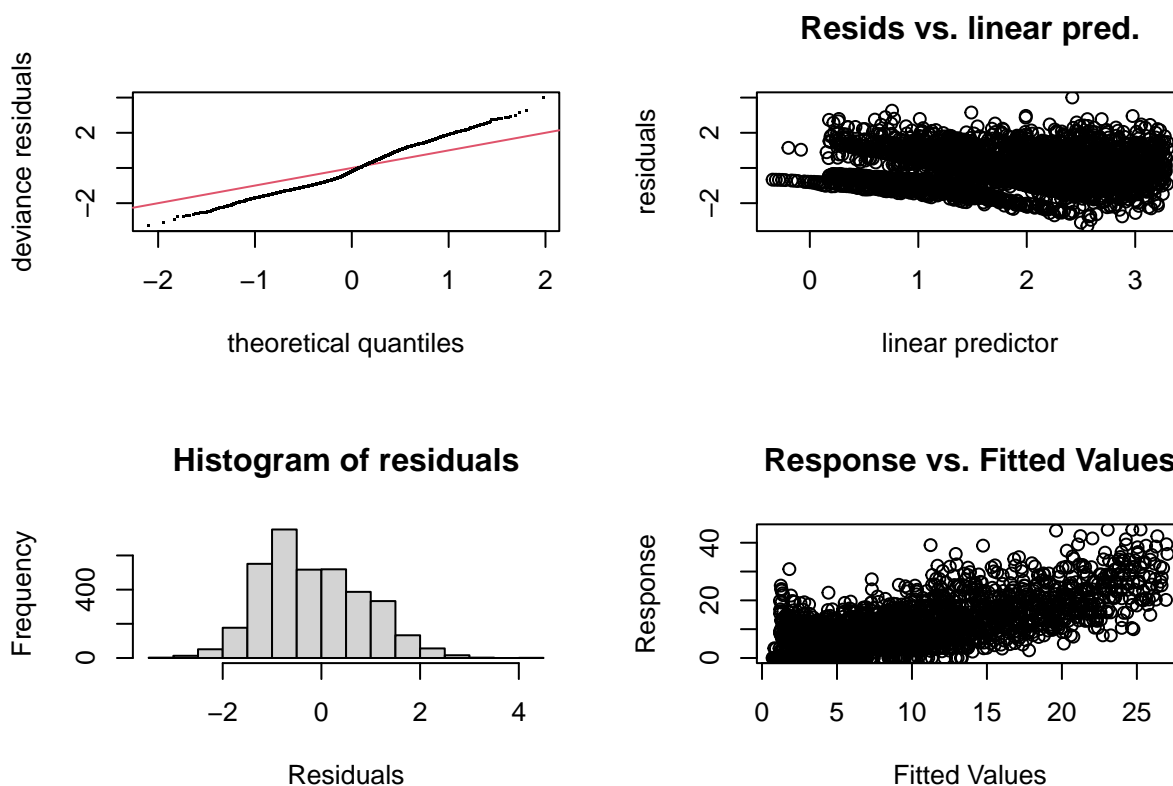 deviance residuals
2
−2
−2
−1
0
1
2
theoretical quantiles
Resids vs. linear pred.
residuals
2
−2
0
1
2
3
linear predictor
Histogram of residuals
Frequency
400
0
−2
0
2
4
Residuals
Response vs. Fitted Values
Response
40
20
0
0
5
10
15
20
25
Fitted Values